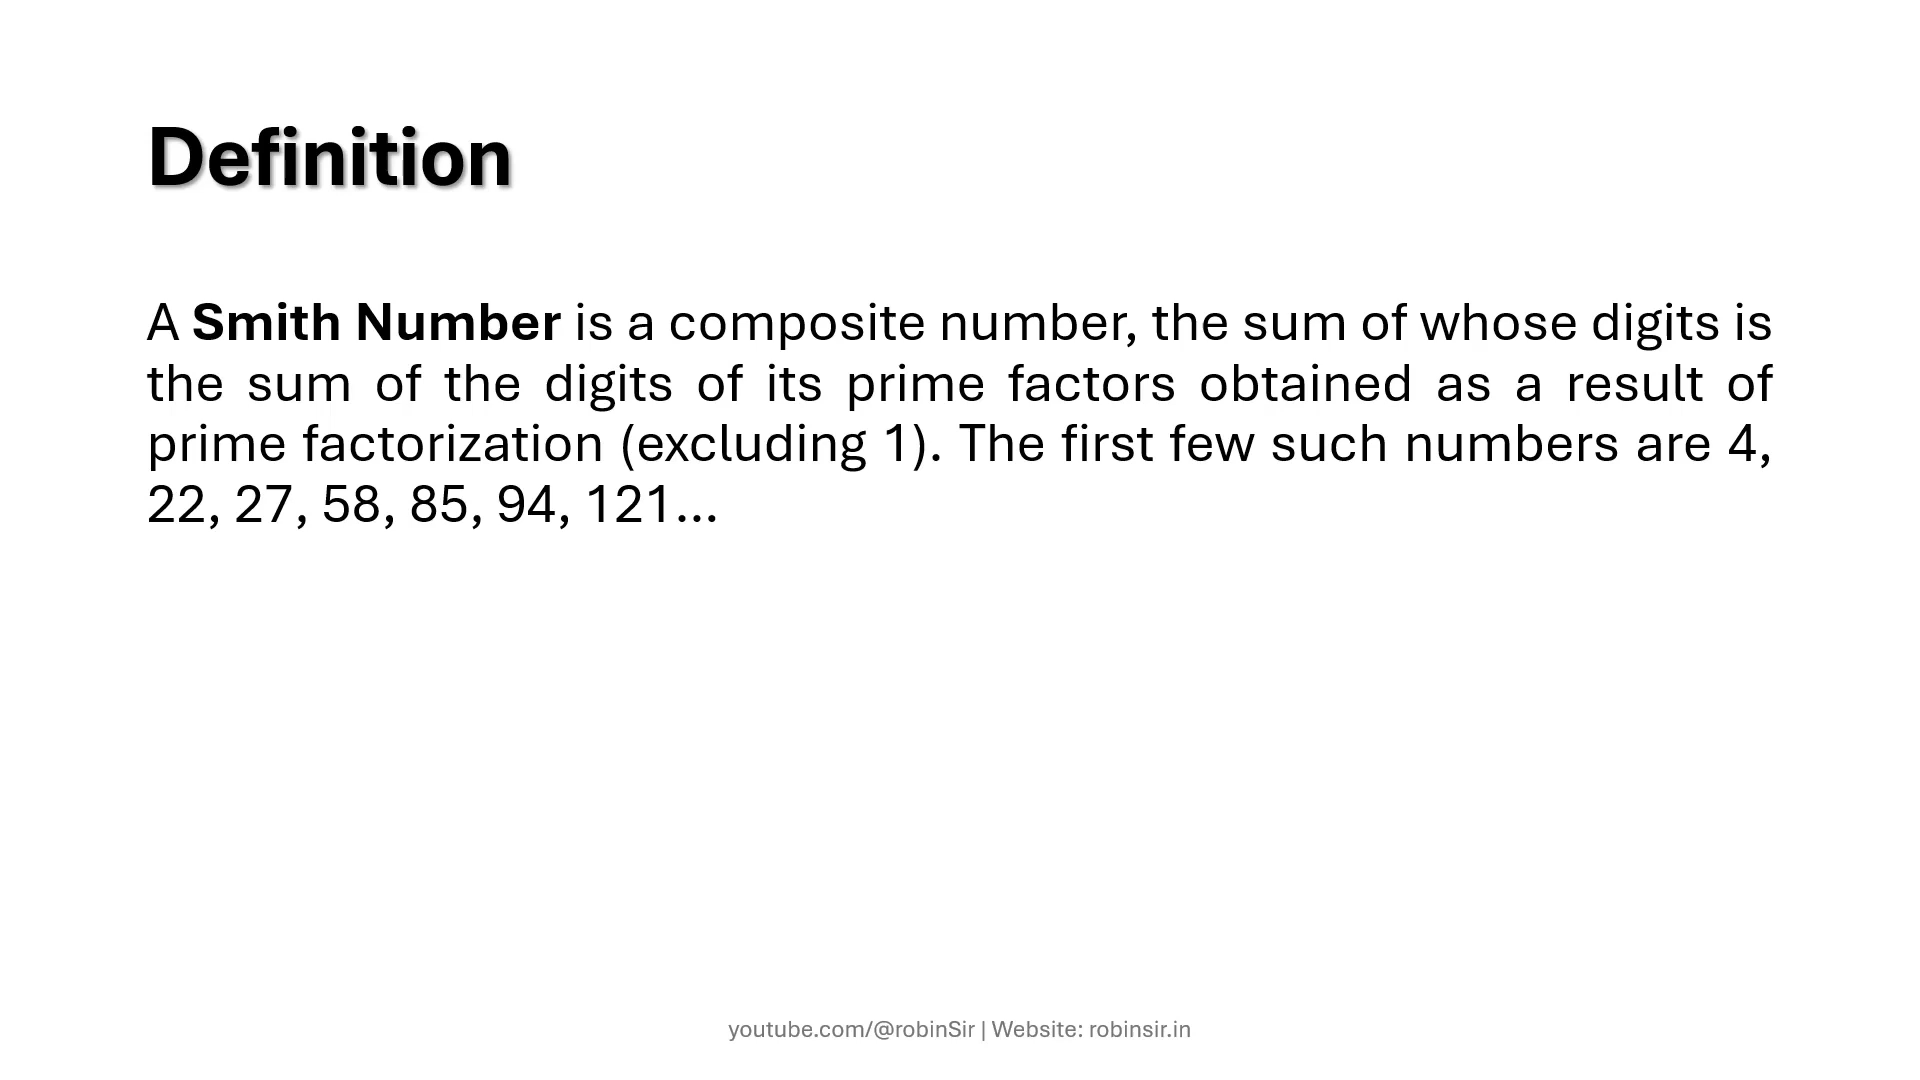 Definition
A Smith Number is a composite number, the sum of whose digits is
the sum of the digits of its prime factors obtained as a result of
prime factorization (excluding 1). The first few such numbers are 4,
22, 27, 58, 85, 94, 121...
youtube.com/@robinSir | Website: robinsir.in